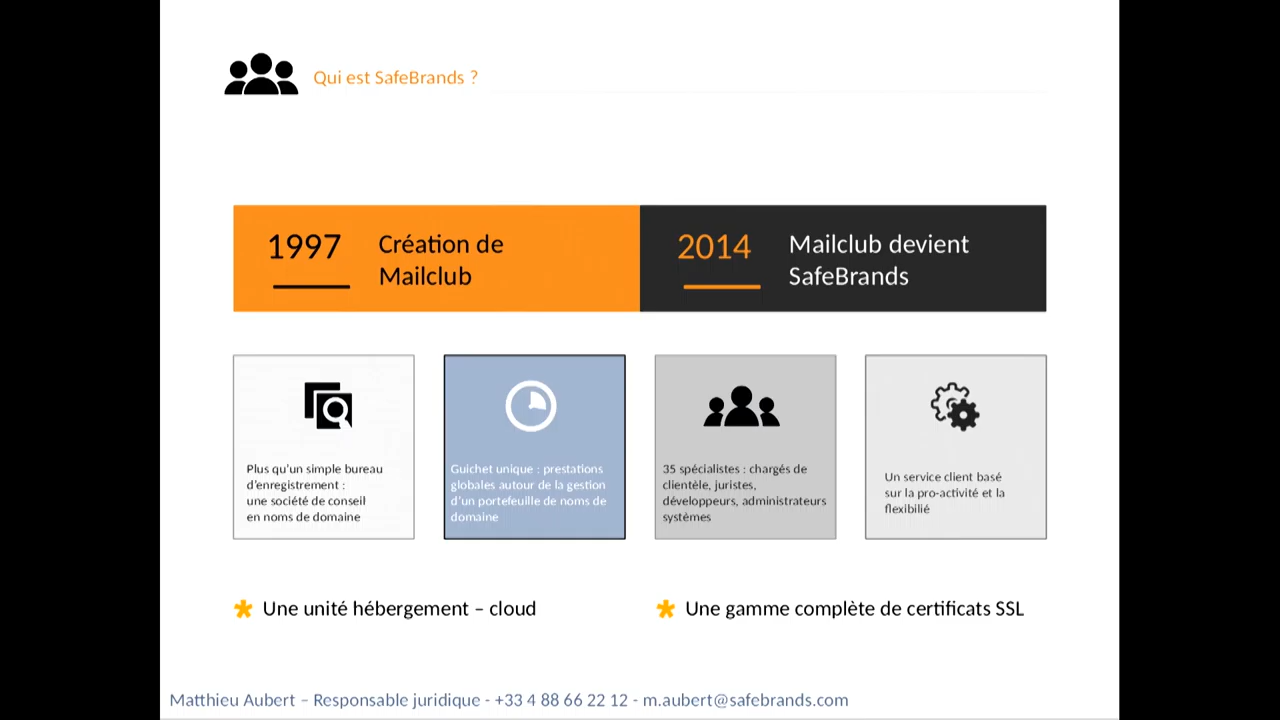 Qui est SafeBrands ?
1997
Création de
Mailclub
2014
Mailclub devient
SafeBrands
Plus qu'un simple bureau
d'enregistrement :
une société de conseil
en noms de domaine
Guichet unique : prestations
globales autour de la gestion
d'un portefeuille de noms de
domaine
35 spécialistes : chargés de
clientèle, juristes,
développeurs, administrateurs
systèmes
Un service client basé
sur la pro-activité et la
flexibilié
Une unité hébergement – cloud
Une gamme complète de certificats SSL
Matthieu Aubert – Responsable juridique - +33 4 88 66 22 12 - m.aubert@safebrands.com